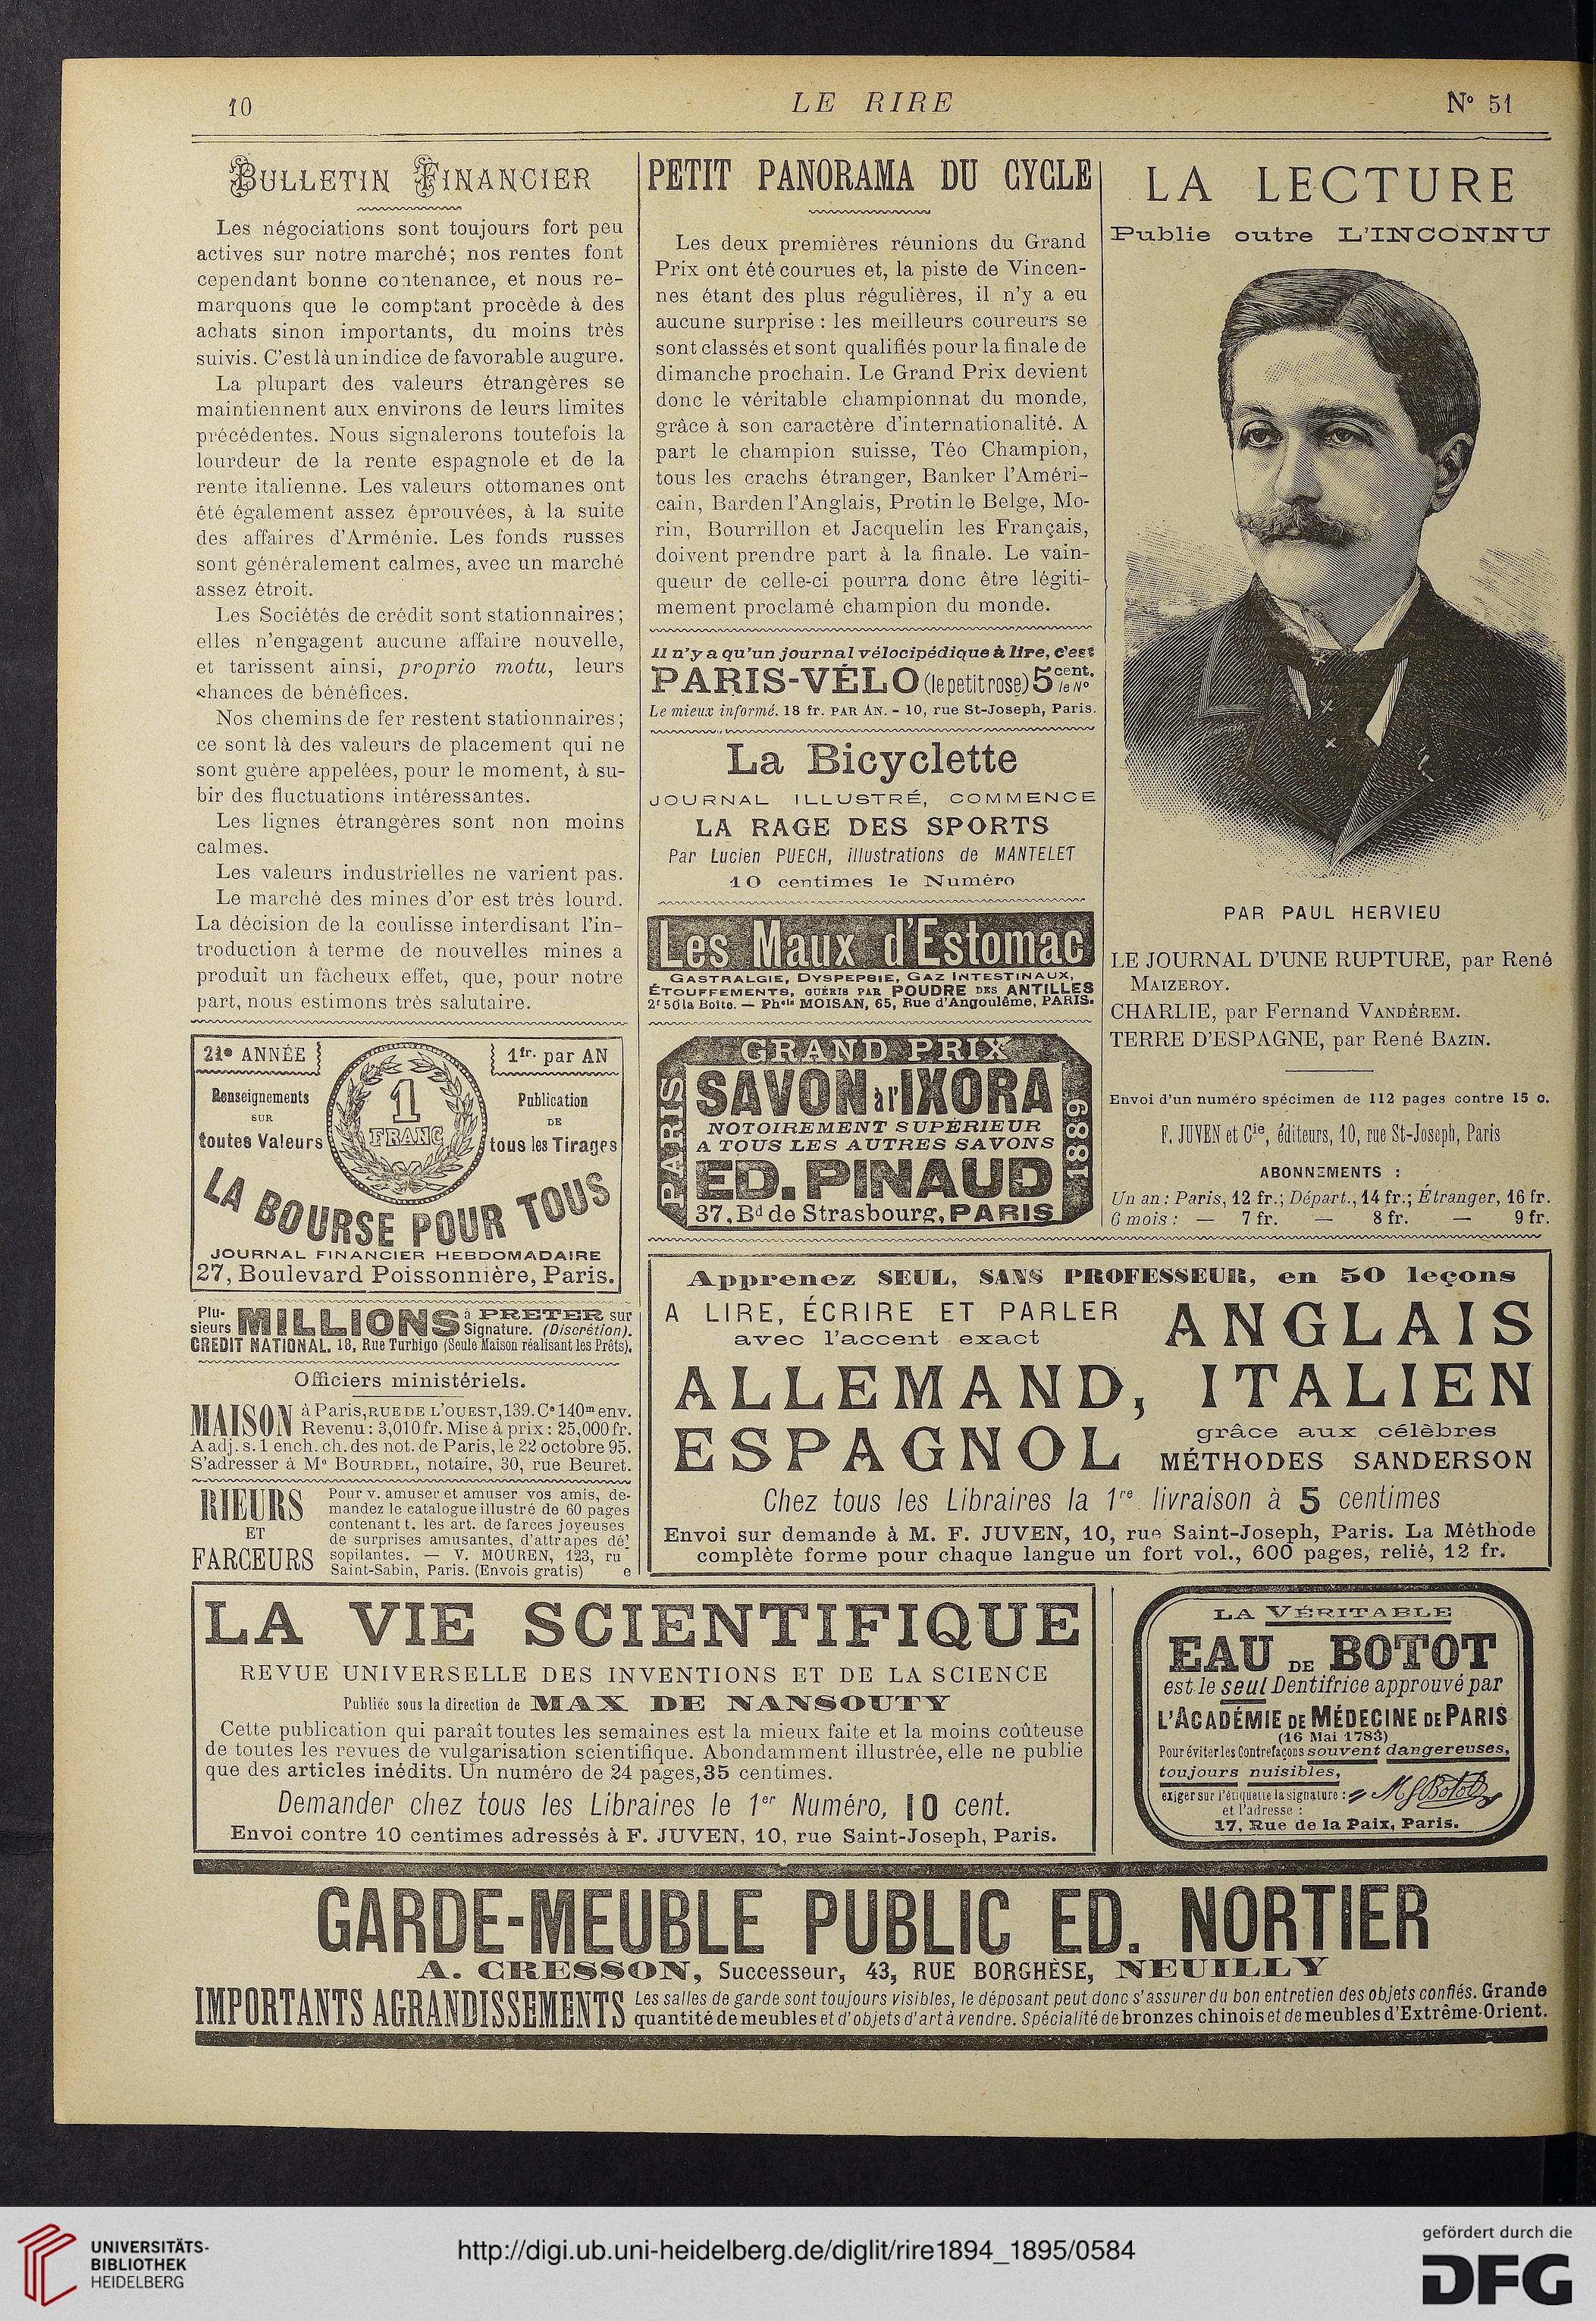 10
LE RIRE
N° 51
BULLETIN FINANCIER
Les négociations sont toujours fort peu
actives sur notre marché; nos rentes font
cependant bonne contenance, et nous re-
marquons que le comptant procède à des
achats sinon importants, du moins très
suivis. C'est là un indice de favorable augure.
La plupart des valeurs étrangères se
maintiennent aux environs de leurs limites
précédentes. Nous signalerons toutefois la
lourdeur de la rente espagnole et de la
rente italienne. Les valeurs ottomanes ont
été également assez éprouvées, à la suite
des affaires d'Arménie. Les fonds russes
sont généralement calmes, avec un marché
assez étroit.
Les Sociétés de crédit sont stationnaires;
elles n'engagent aucune affaire nouvelle,
et tarissent ainsi, proprio motu, leurs
chances de bénéfices.
Nos chemins de fer restent stationnaires;
ce sont là des valeurs de placement qui ne
sont guère appelées, pour le moment, à su-
bir des fluctuations intéressantes.
Les lignes étrangères sont non moins
calmes.
Les valeurs industrielles ne varient pas.
Le marché des mines d'or est très lourd.
La décision de la coulisse interdisant l'in-
troduction à terme de nouvelles mines a
produit un fâcheux effet, que, pour notre
part, nous estimons très salutaire.
21e ANNÉE
1fr. par AN
Renseignements
SUR
toutes Valeurs
1
FRANC
Publication
DE
tous les Tirages
LA BOURSE POUR TOUS
JOURNAL FINANCIER HEBDOMADAIRE
27, Boulevard Poissonnière, Paris.
Plu-
sieurs MILLIONS à PRETER sur
Signature. (Discrétion).
CREDIT NATIONAL. 18, Rue Turbigo (Seule Maison réalisant les Prêts).
Officiers ministériels.
MAISON à Paris, RUE DE L'OUEST, 139. Ce 140m env.
Revenu: 3,010 fr. Mise à prix: 25,000 fr.
A adj. s. 1 ench. ch. des not. de Paris, le 22 octobre 95.
S'adresser à Me BOURDEL, notaire, 30, rue Beuret.
RIEURS
ET
FARCEURS
Pour v. amuser et amuser vos amis, de-
mandez le catalogue illustré de 60 pages
contenant t. les art. de farces joyeuses
de surprises amusantes, d'attrapes dé-
sopilantes. — V. MOUREN, 123, ru
Saint-Sabin, Paris. (Envois gratis) e
PETIT PANORAMA DU CYCLE
Les deux premières réunions du Grand
Prix ont été courues et, la piste de Vincen-
nes étant des plus régulières, il n'y a eu
aucune surprise : les meilleurs coureurs se
sont classés et sont qualifiés pour la finale de
dimanche prochain. Le Grand Prix devient
donc le véritable championnat du monde,
grâce à son caractère d'internationalité. A
part le champion suisse, Téo Champion,
tous les crachs étranger, Banker l'Améri-
cain, Barden l'Anglais, Protin le Belge, Mo-
rin, Bourrillon et Jacquelin les Français,
doivent prendre part à la finale. Le vain-
queur de celle-ci pourra donc être légiti-
mement proclamé champion du monde.
Il n'y a qu'un journal vélocipédique à lire, c'est
PARIS-VÉLO (le petit rose) 5 cent. le No
Le mieux informé. 18 fr. PAR AN. - 10, rue St-Joseph, Paris.
La Bicyclette
JOURNAL ILLUSTRÉ, COMMENCE
LA RAGE DES SPORTS
Par Lucien PUECH, illustrations de MANTELET
10 centimes le Numéro
Les Maux d'Estomac
GASTRALGIE, DYSPEPSIE, GAZ INTESTINAUX,
ÉTOUFFEMENTS, GUÉRIS PAR POUDRE DES ANTILLES
2f 50 la Boîte. — Phcie MOISAN, 65, Rue d'Angoulême, PARIS.
GRAND PRIX
PARIS
1889
SAVON à l'IXORA
NOTOIREMENT SUPÉRIEUR
A TOUS LES AUTRES SAVONS
ED. PINAUD
37, Bd de Strasbourg, PARIS
LA LECTURE
Publie outre L'INCONNU
PAR PAUL HERVIEU
LE JOURNAL D'UNE RUPTURE, par René
MAIZEROY.
CHARLIE, par Fernand VANDÉREM.
TERRE D'ESPAGNE, par René BAZIN.
Envoi d'un numéro spécimen de 112 pages contre 15 c.
F. JUVEN et Cie, éditeurs, 10, rue St-Joseph, Paris
ABONNEMENTS :
Un an : Paris, 12 fr.; Départ., 14 fr.; Étranger, 16 fr.
6 mois : — 7 fr. — 8 fr. — 9 fr.
Apprenez SEUL, SANS PROFESSEUR, en 50 leçons
A LIRE, ÉCRIRE ET PARLER
avec l'accent exact
ANGLAIS
ALLEMAND, ITALIEN
ESPAGNOL
grâce aux célèbres
MÉTHODES SANDERSON
Chez tous les Libraires la 1re livraison à 5 centimes
Envoi sur demande à M. F. JUVEN, 10, rue Saint-Joseph, Paris. La Méthode
complète forme pour chaque langue un fort vol., 600 pages, relié, 12 fr.
LA VIE SCIENTIFIQUE
REVUE UNIVERSELLE DES INVENTIONS ET DE LA SCIENCE
Publiée sous la direction de MAX DE NANSOUTY
Cette publication qui paraît toutes les semaines est la mieux faite et la moins coûteuse
de toutes les revues de vulgarisation scientifique. Abondamment illustrée, elle ne publie
que des articles inédits. Un numéro de 24 pages, 35 centimes.
Demander chez tous les Libraires le 1er Numéro, 10 cent.
Envoi contre 10 centimes adressés à F. JUVEN, 10, rue Saint-Joseph, Paris.
LA VÉRITABLE
EAU DE BOTOT
est le seul Dentifrice approuvé par
L'ACADÉMIE DE MÉDECINE DE PARIS
(16 Mai 1783)
Pour éviter les Contrefaçons souvent dangereuses,
toujours nuisibles,
exiger sur l'étiquette la signature : M. S. Botot
et l'adresse :
17, Rue de la Paix, Paris.
GARDE-MEUBLE PUBLIC ED. NORTIER
A. CRESSON, Successeur, 43, RUE BORGHÈSE, NEUILLY
IMPORTANTS AGRANDISSEMENTS Les salles de garde sont toujours visibles, le déposant peut donc s'assurer du bon entretien des objets confiés. Grande
quantité de meubles et d'objets d'art à vendre. Spécialité de bronzes chinois et de meubles d'Extrême-Orient.
UNIVERSITÄTS-
BIBLIOTHEK
HEIDELBERG
http://digi.ub.uni-heidelberg.de/diglit/rire1894_1895/0584
gefördert durch die
DFG